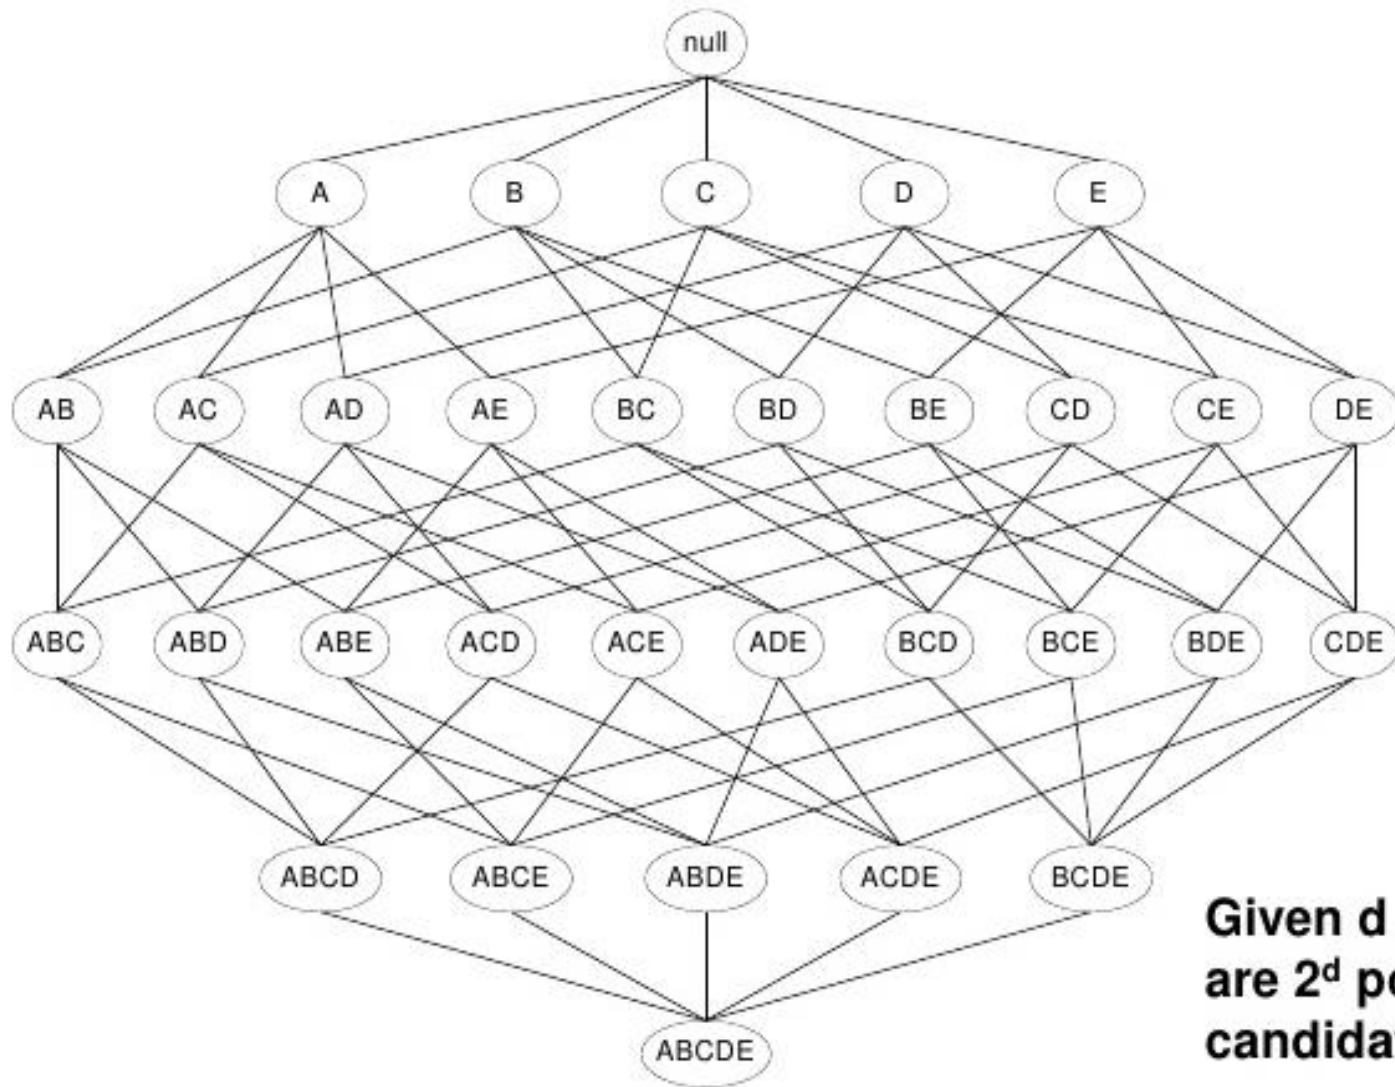 null
A B C D E
AB AC AD AE BC BD BE CD CE DE
ABC ABD ABE ACD ACE ADE BCD BCE BDE CDE
ABCD ABCE ABDE ACDE BCDE
Given d
are 2ᵈ
ABCDE